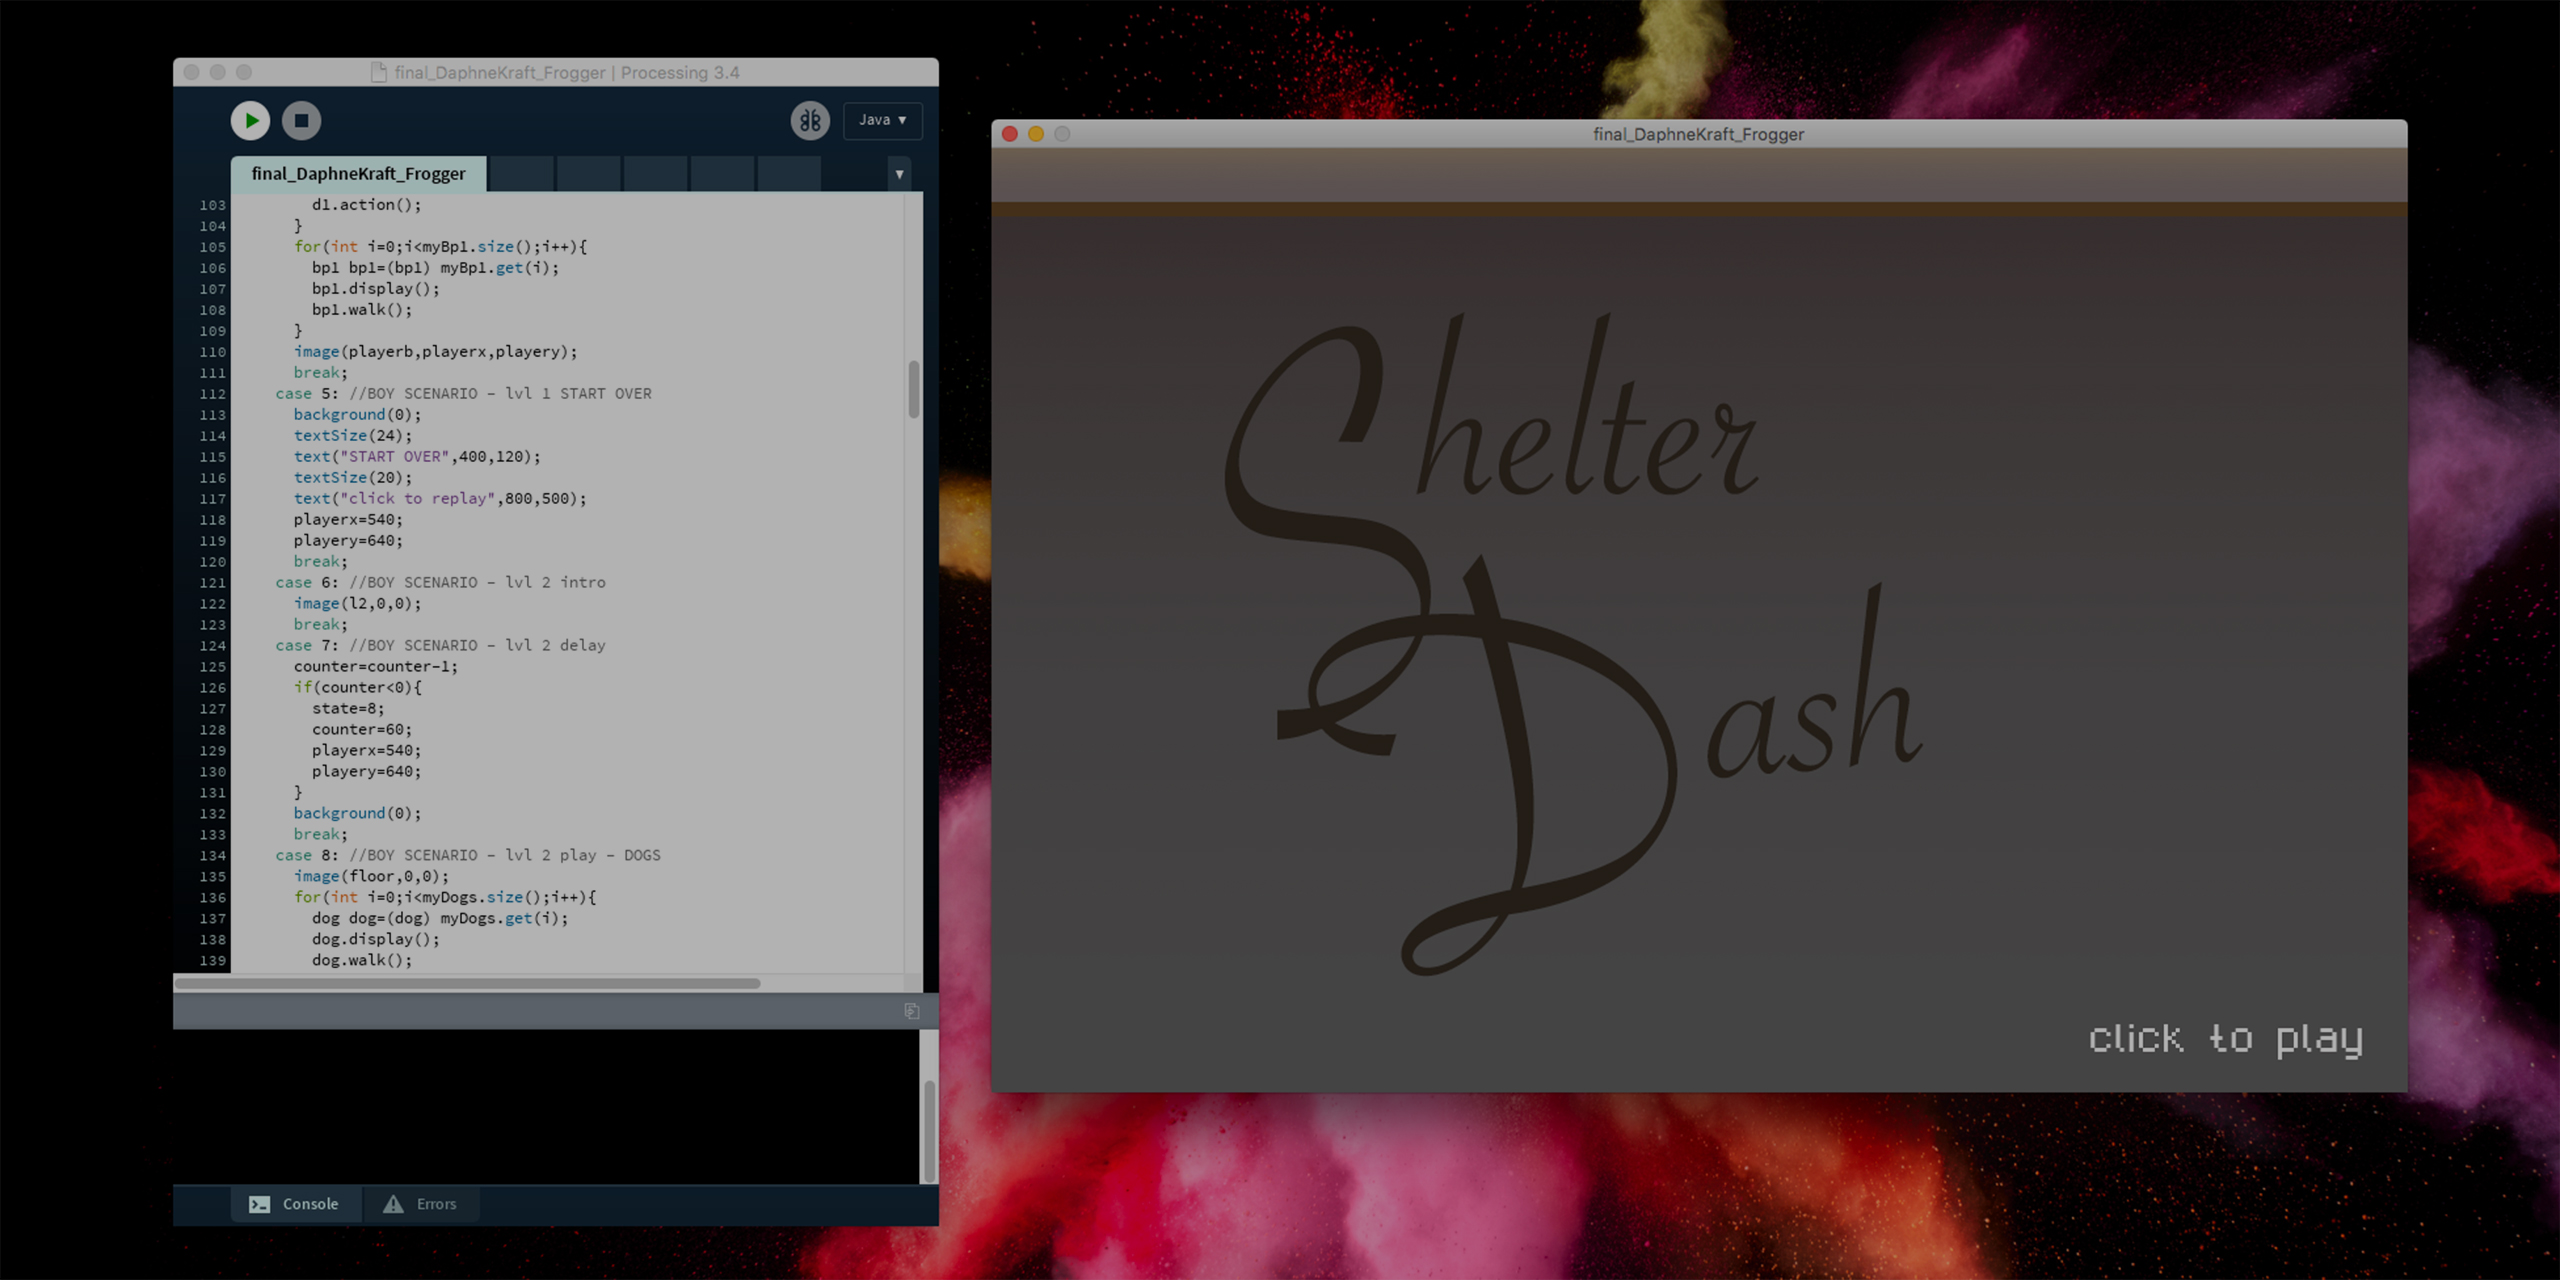 final_DaphneKraft_Frogger | Processing 3.4
Java ▼
final_DaphneKraft_Frogger
▼
103 d1.action();
104 }
105 for(int i=0;i<myBp1.size();i++){
106 bp1 bp1=(bp1) myBp1.get(i);
107 bp1.display();
108 bp1.walk();
109 }
110 image(playerb,playerx,playery);
111 break;
112 case 5: //BOY SCENARIO – lvl 1 START OVER
113 background(0);
114 textSize(24);
115 text("START OVER",400,120);
116 textSize(20);
117 text("click to replay",800,500);
118 playerx=540;
119 playery=640;
120 break;
121 case 6: //BOY SCENARIO – lvl 2 intro
122 image(l2,0,0);
123 break;
124 case 7: //BOY SCENARIO – lvl 2 delay
125 counter=counter-1;
126 if(counter<0){
127 state=8;
128 counter=60;
129 playerx=540;
130 playery=640;
131 }
132 background(0);
133 break;
134 case 8: //BOY SCENARIO – lvl 2 play – DOGS
135 image(floor,0,0);
136 for(int i=0;i<myDogs.size();i++){
137 dog dog=(dog) myDogs.get(i);
138 dog.display();
139 dog.walk();
Console
Errors
final_DaphneKraft_Frogger
Shelter
Dash
click to play